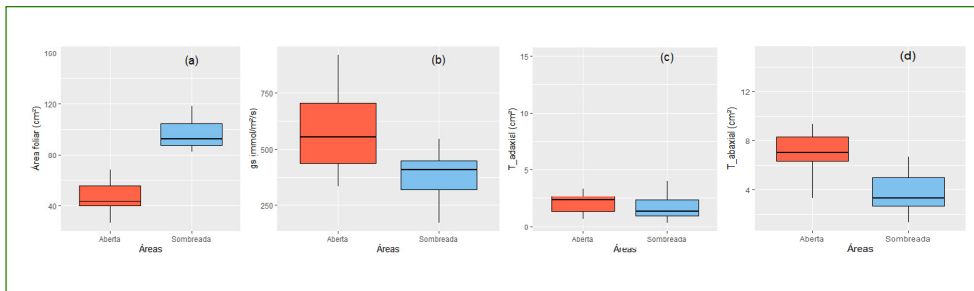 (a)
Área foliar (cm²)
160
120
80
40
Aberta
Sombreada
Áreas
(b)
gs (mmol/m²/s)
750
500
250
Aberta
Sombreada
Áreas
(c)
T_adaxial (cm²)
15
10
5
0
Aberta
Sombreada
Áreas
(d)
T_abaxial (cm²)
12
8
4
Aberta
Sombreada
Áreas